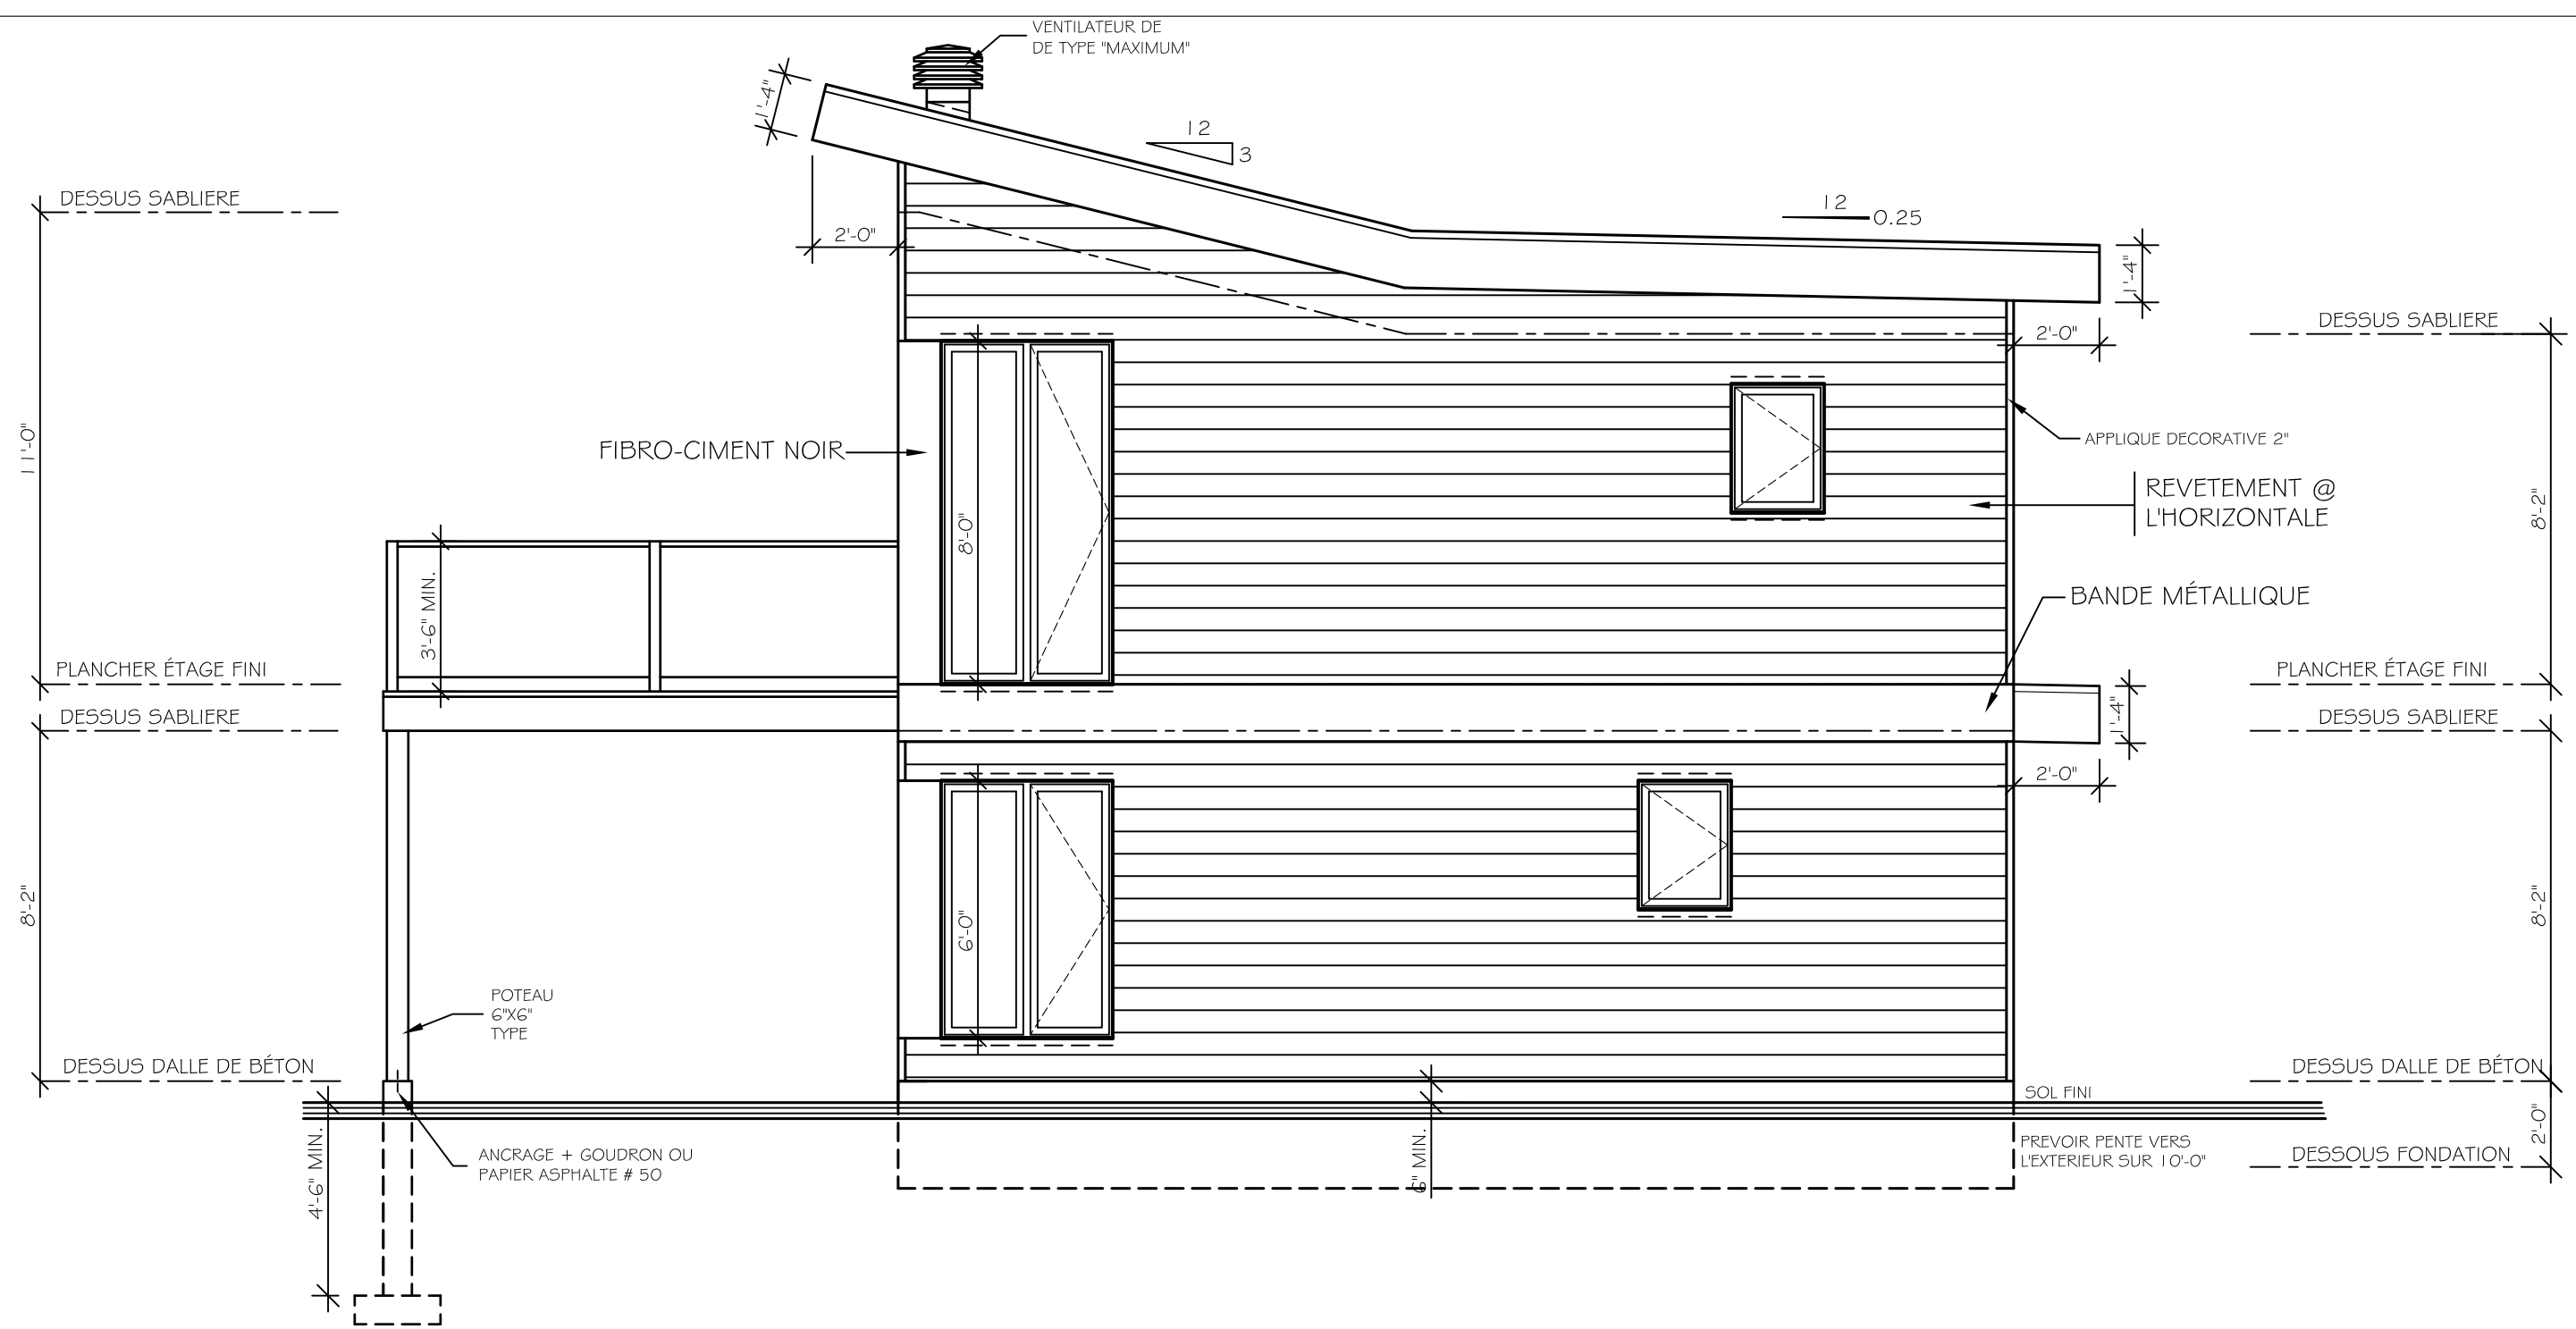 VENTILATEUR DE
DE TYPE "MAXIMUM"
1'-4"
12
3
DESSUS SABLIERE
12
0.25
2'-0"
1'-4"
DESSUS SABLIERE
2'-0"
11'-0"
FIBRO-CIMENT NOIR
APPLIQUE DECORATIVE 2"
REVETEMENT @
L'HORIZONTALE
8'-2"
8'-0"
3'-6" MIN.
BANDE MÉTALLIQUE
PLANCHER ÉTAGE FINI
PLANCHER ÉTAGE FINI
DESSUS SABLIERE
1'-4"
DESSUS SABLIERE
2'-0"
8'-2"
6'-0"
8'-2"
POTEAU
6"X6"
TYPE
DESSUS DALLE DE BÉTON
DESSUS DALLE DE BÉTON
SOL FINI
4'-6" MIN.
ANCRAGE + GOUDRON OU
PAPIER ASPHALTE # 50
6" MIN.
PREVOIR PENTE VERS
L'EXTERIEUR SUR 10'-0"
2'-0"
DESSOUS FONDATION